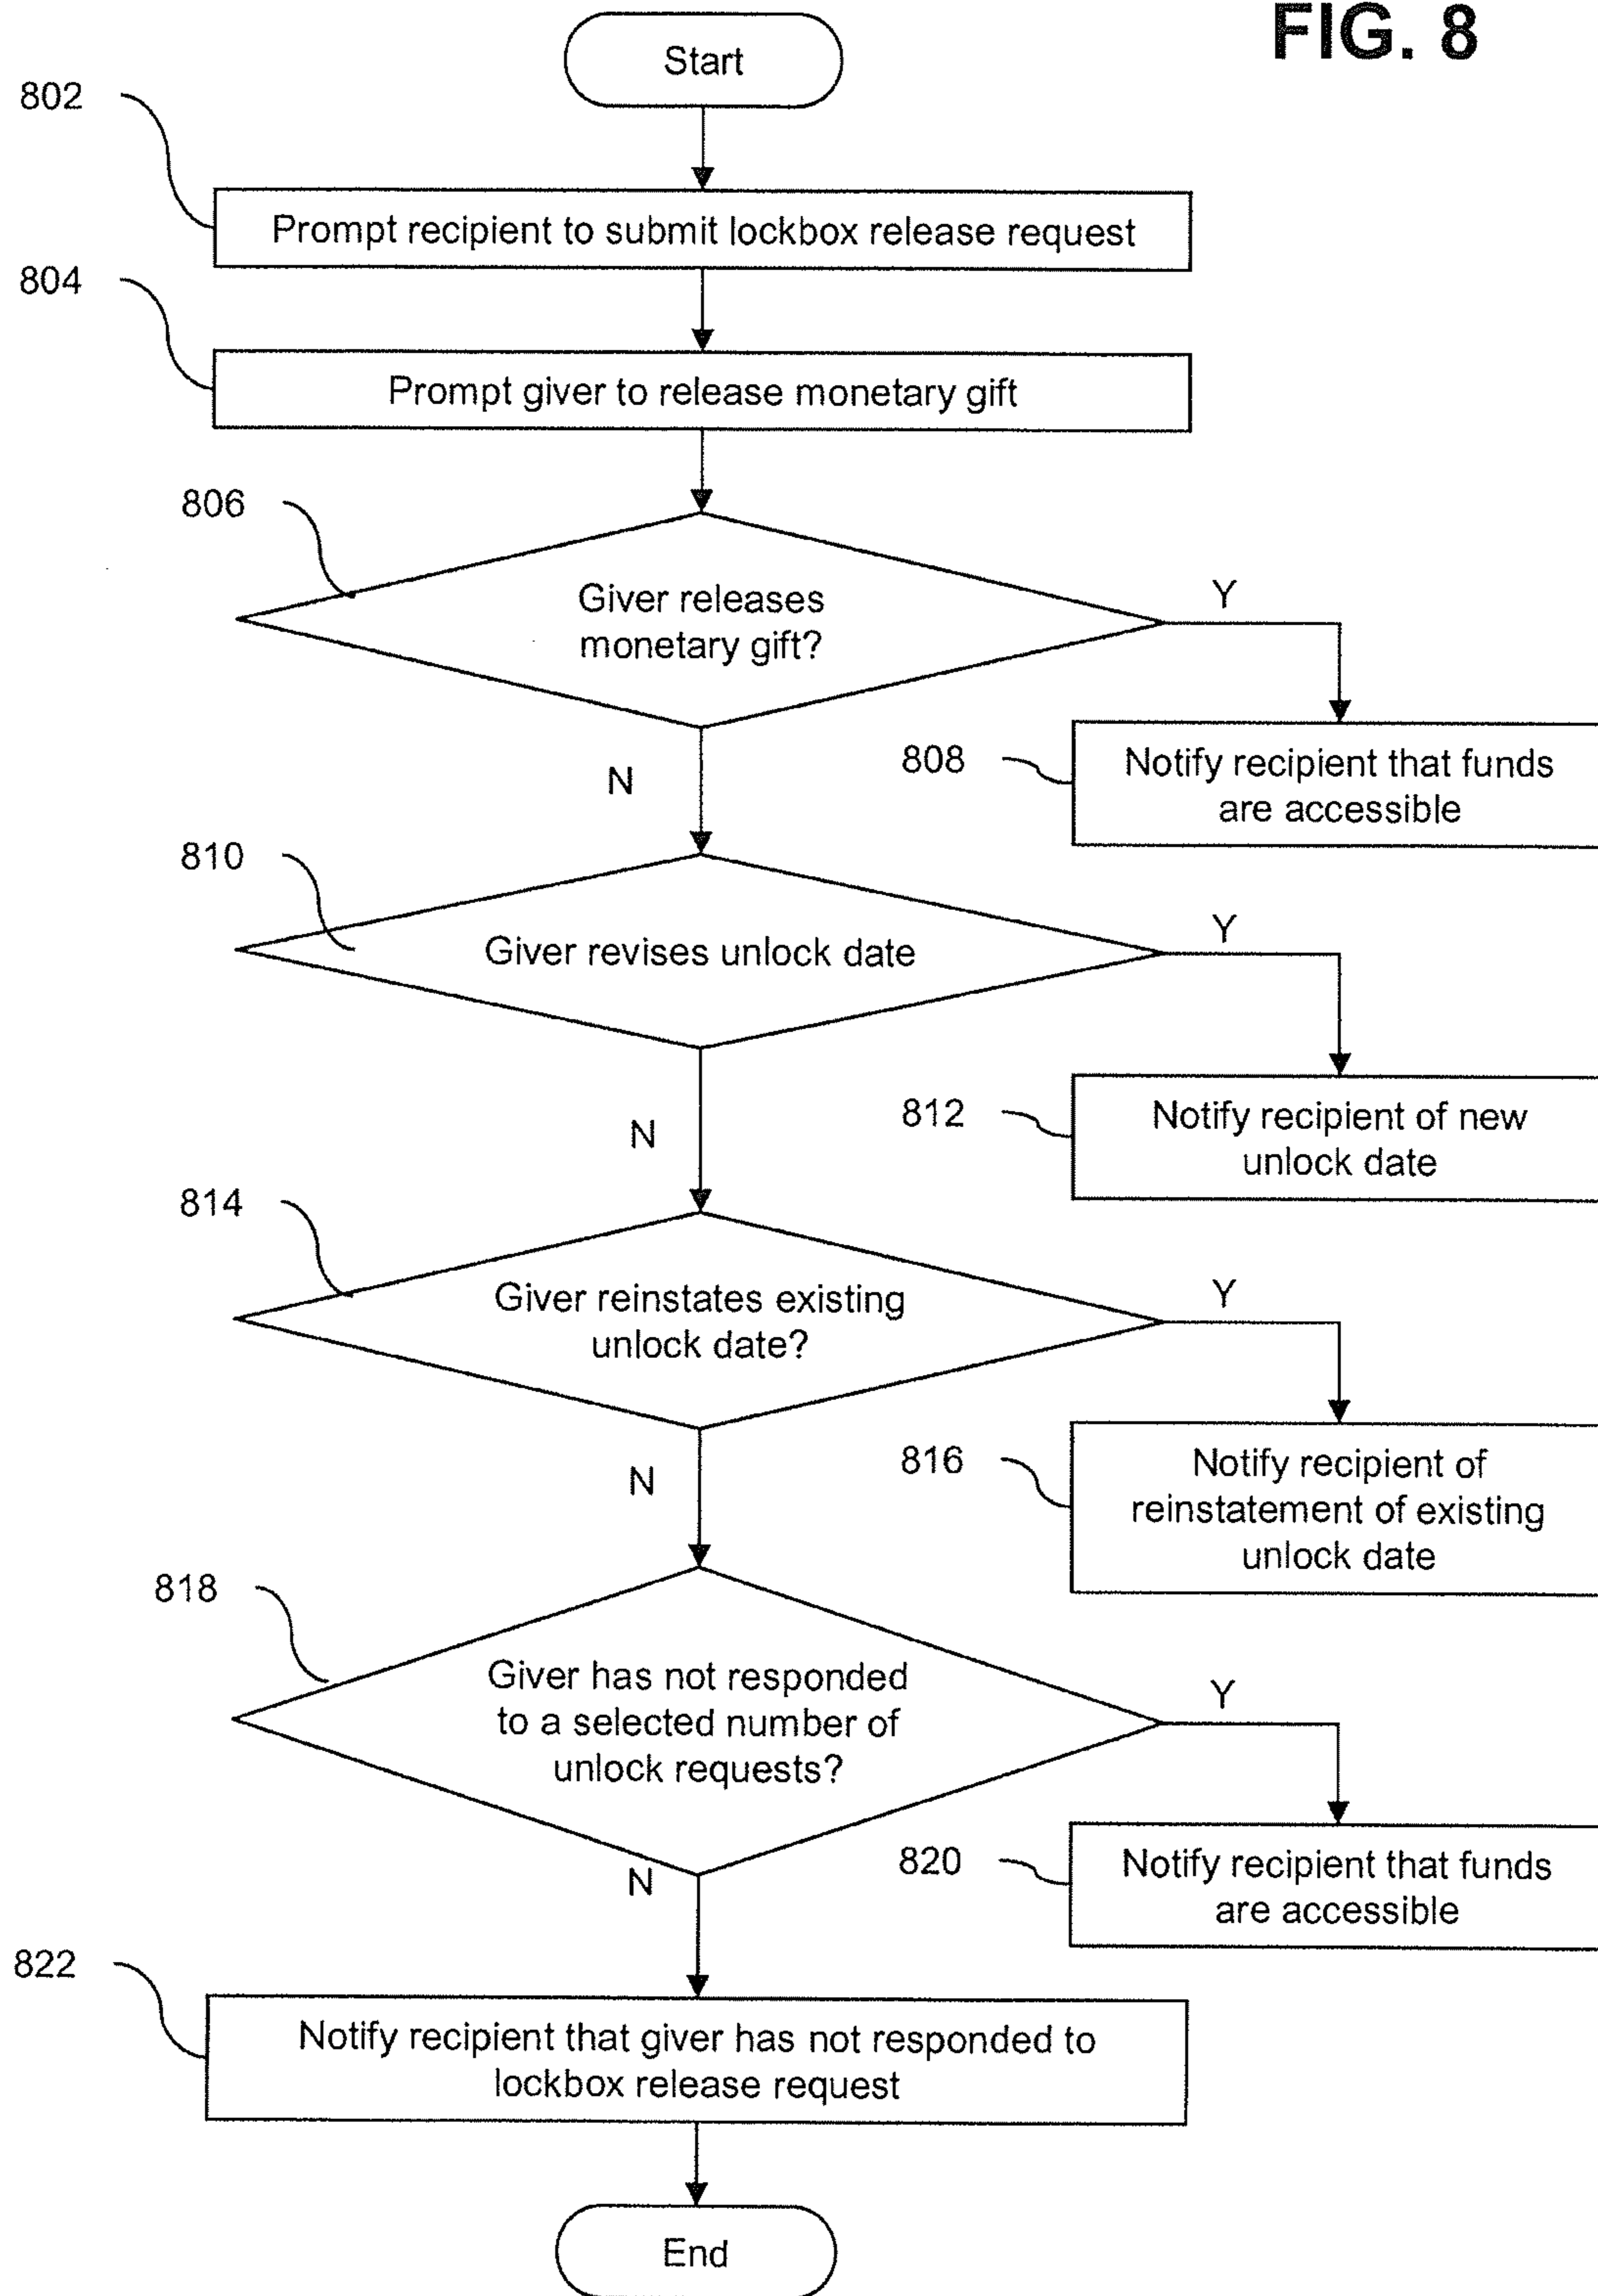 FIG. 8
Start
802
Prompt recipient to submit lockbox release request
804
Prompt giver to release monetary gift
806
Giver releases
monetary gift?
Y
N
808
Notify recipient that funds
are accessible
810
Giver revises unlock date
Y
N
812
Notify recipient of new
unlock date
814
Giver reinstates existing
unlock date?
Y
N
816
Notify recipient of
reinstatement of existing
unlock date
818
Giver has not responded
to a selected number of
unlock requests?
Y
N
820
Notify recipient that funds
are accessible
822
Notify recipient that giver has not responded to
lockbox release request
End